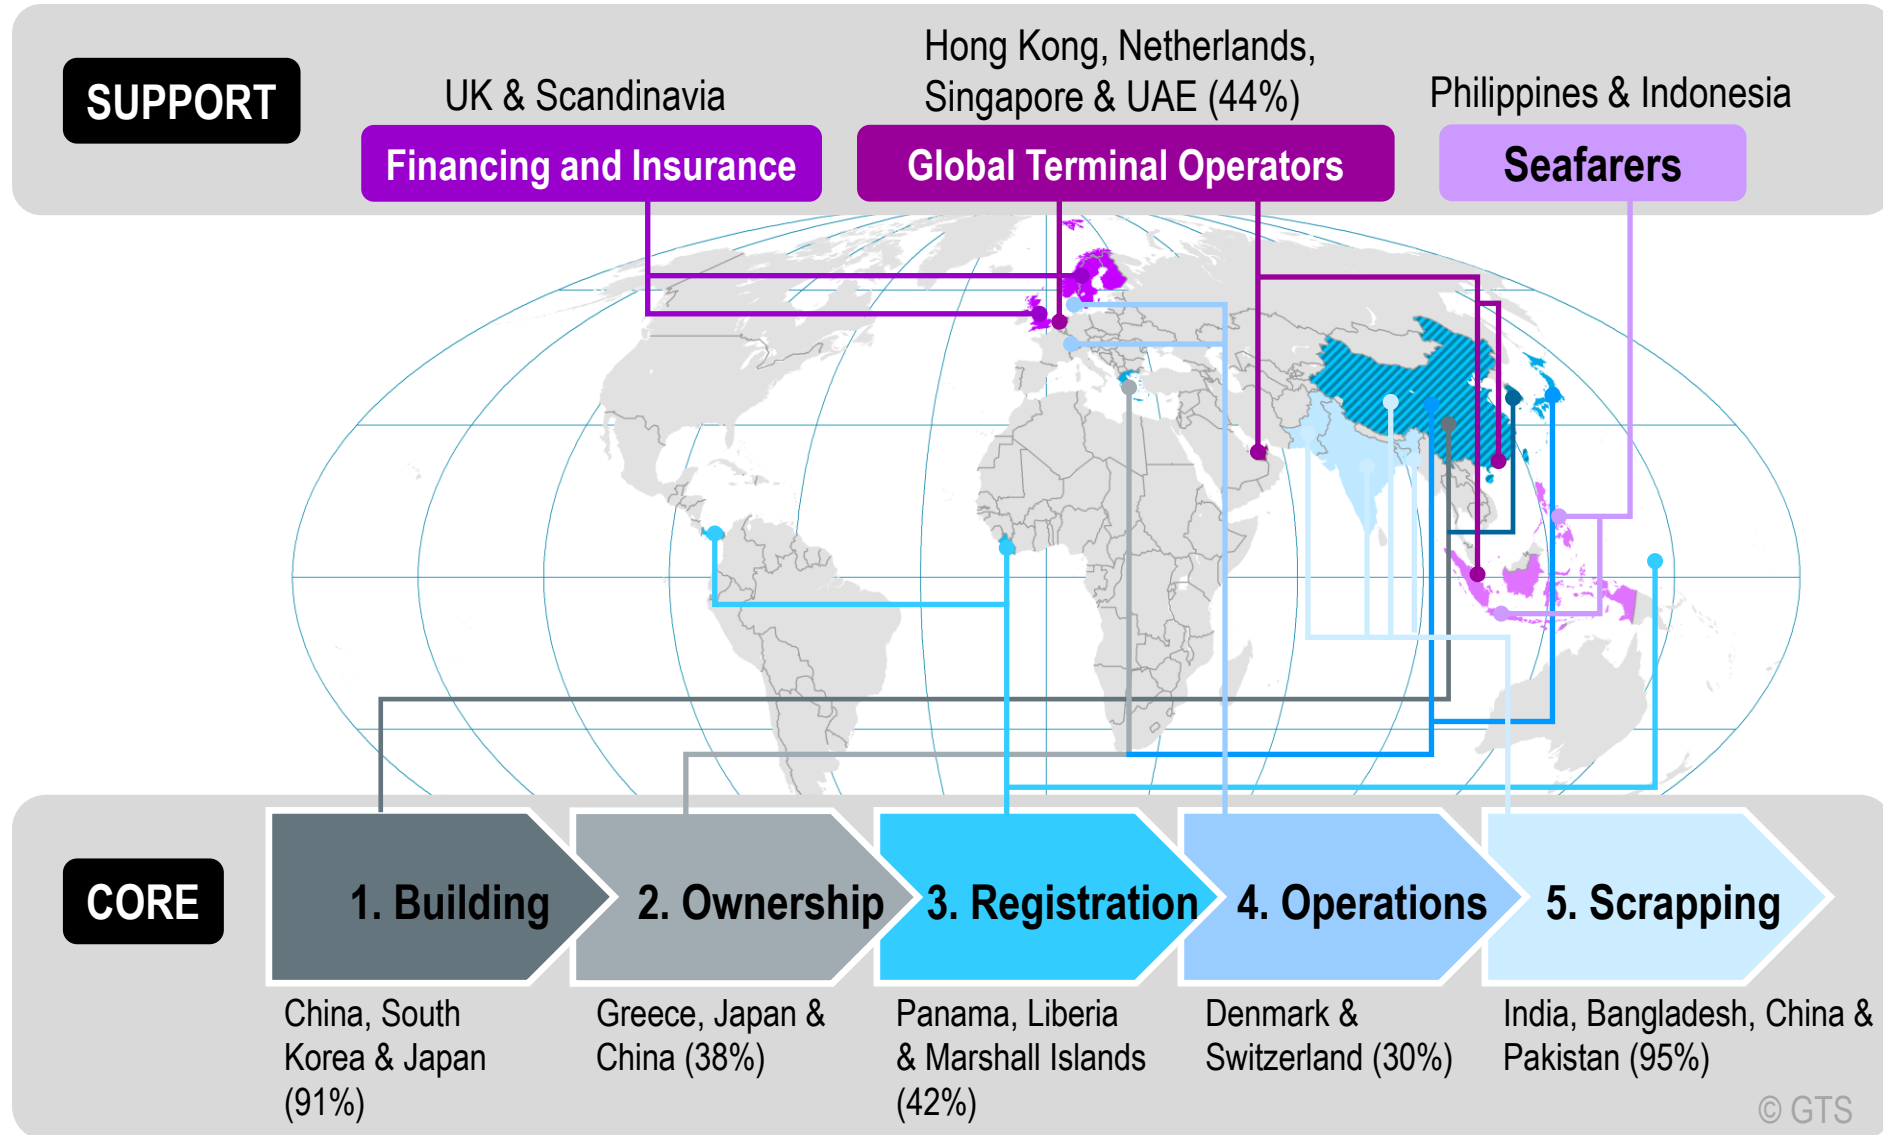 SUPPORT
UK & Scandinavia
Financing and Insurance
Hong Kong, Netherlands,
Singapore & UAE (44%)
Global Terminal Operators
Philippines & Indonesia
Seafarers
CORE
1. Building
2. Ownership
3. Registration
4. Operations
5. Scrapping
China, South
Korea & Japan
(91%)
Greece, Japan &
China (38%)
Panama, Liberia
& Marshall Islands
(42%)
Denmark &
Switzerland (30%)
India, Bangladesh, China &
Pakistan (95%)
© GTS